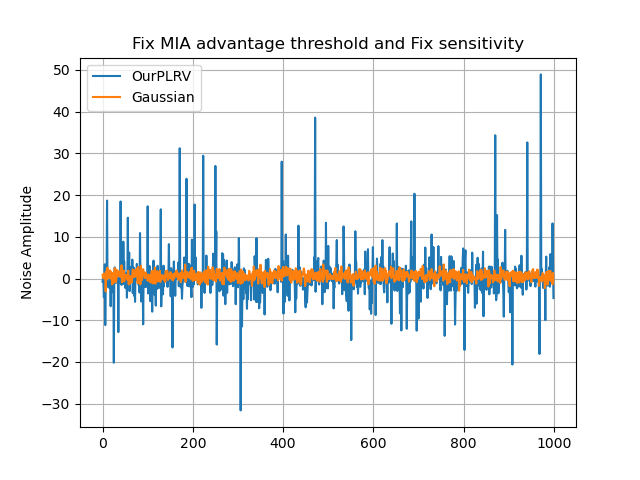 Fix MIA advantage threshold and Fix sensitivity
OurPLRV
Gaussian
Noise Amplitude
50
40
30
20
10
0
−10
−20
−30
0 200 400 600 800 1000